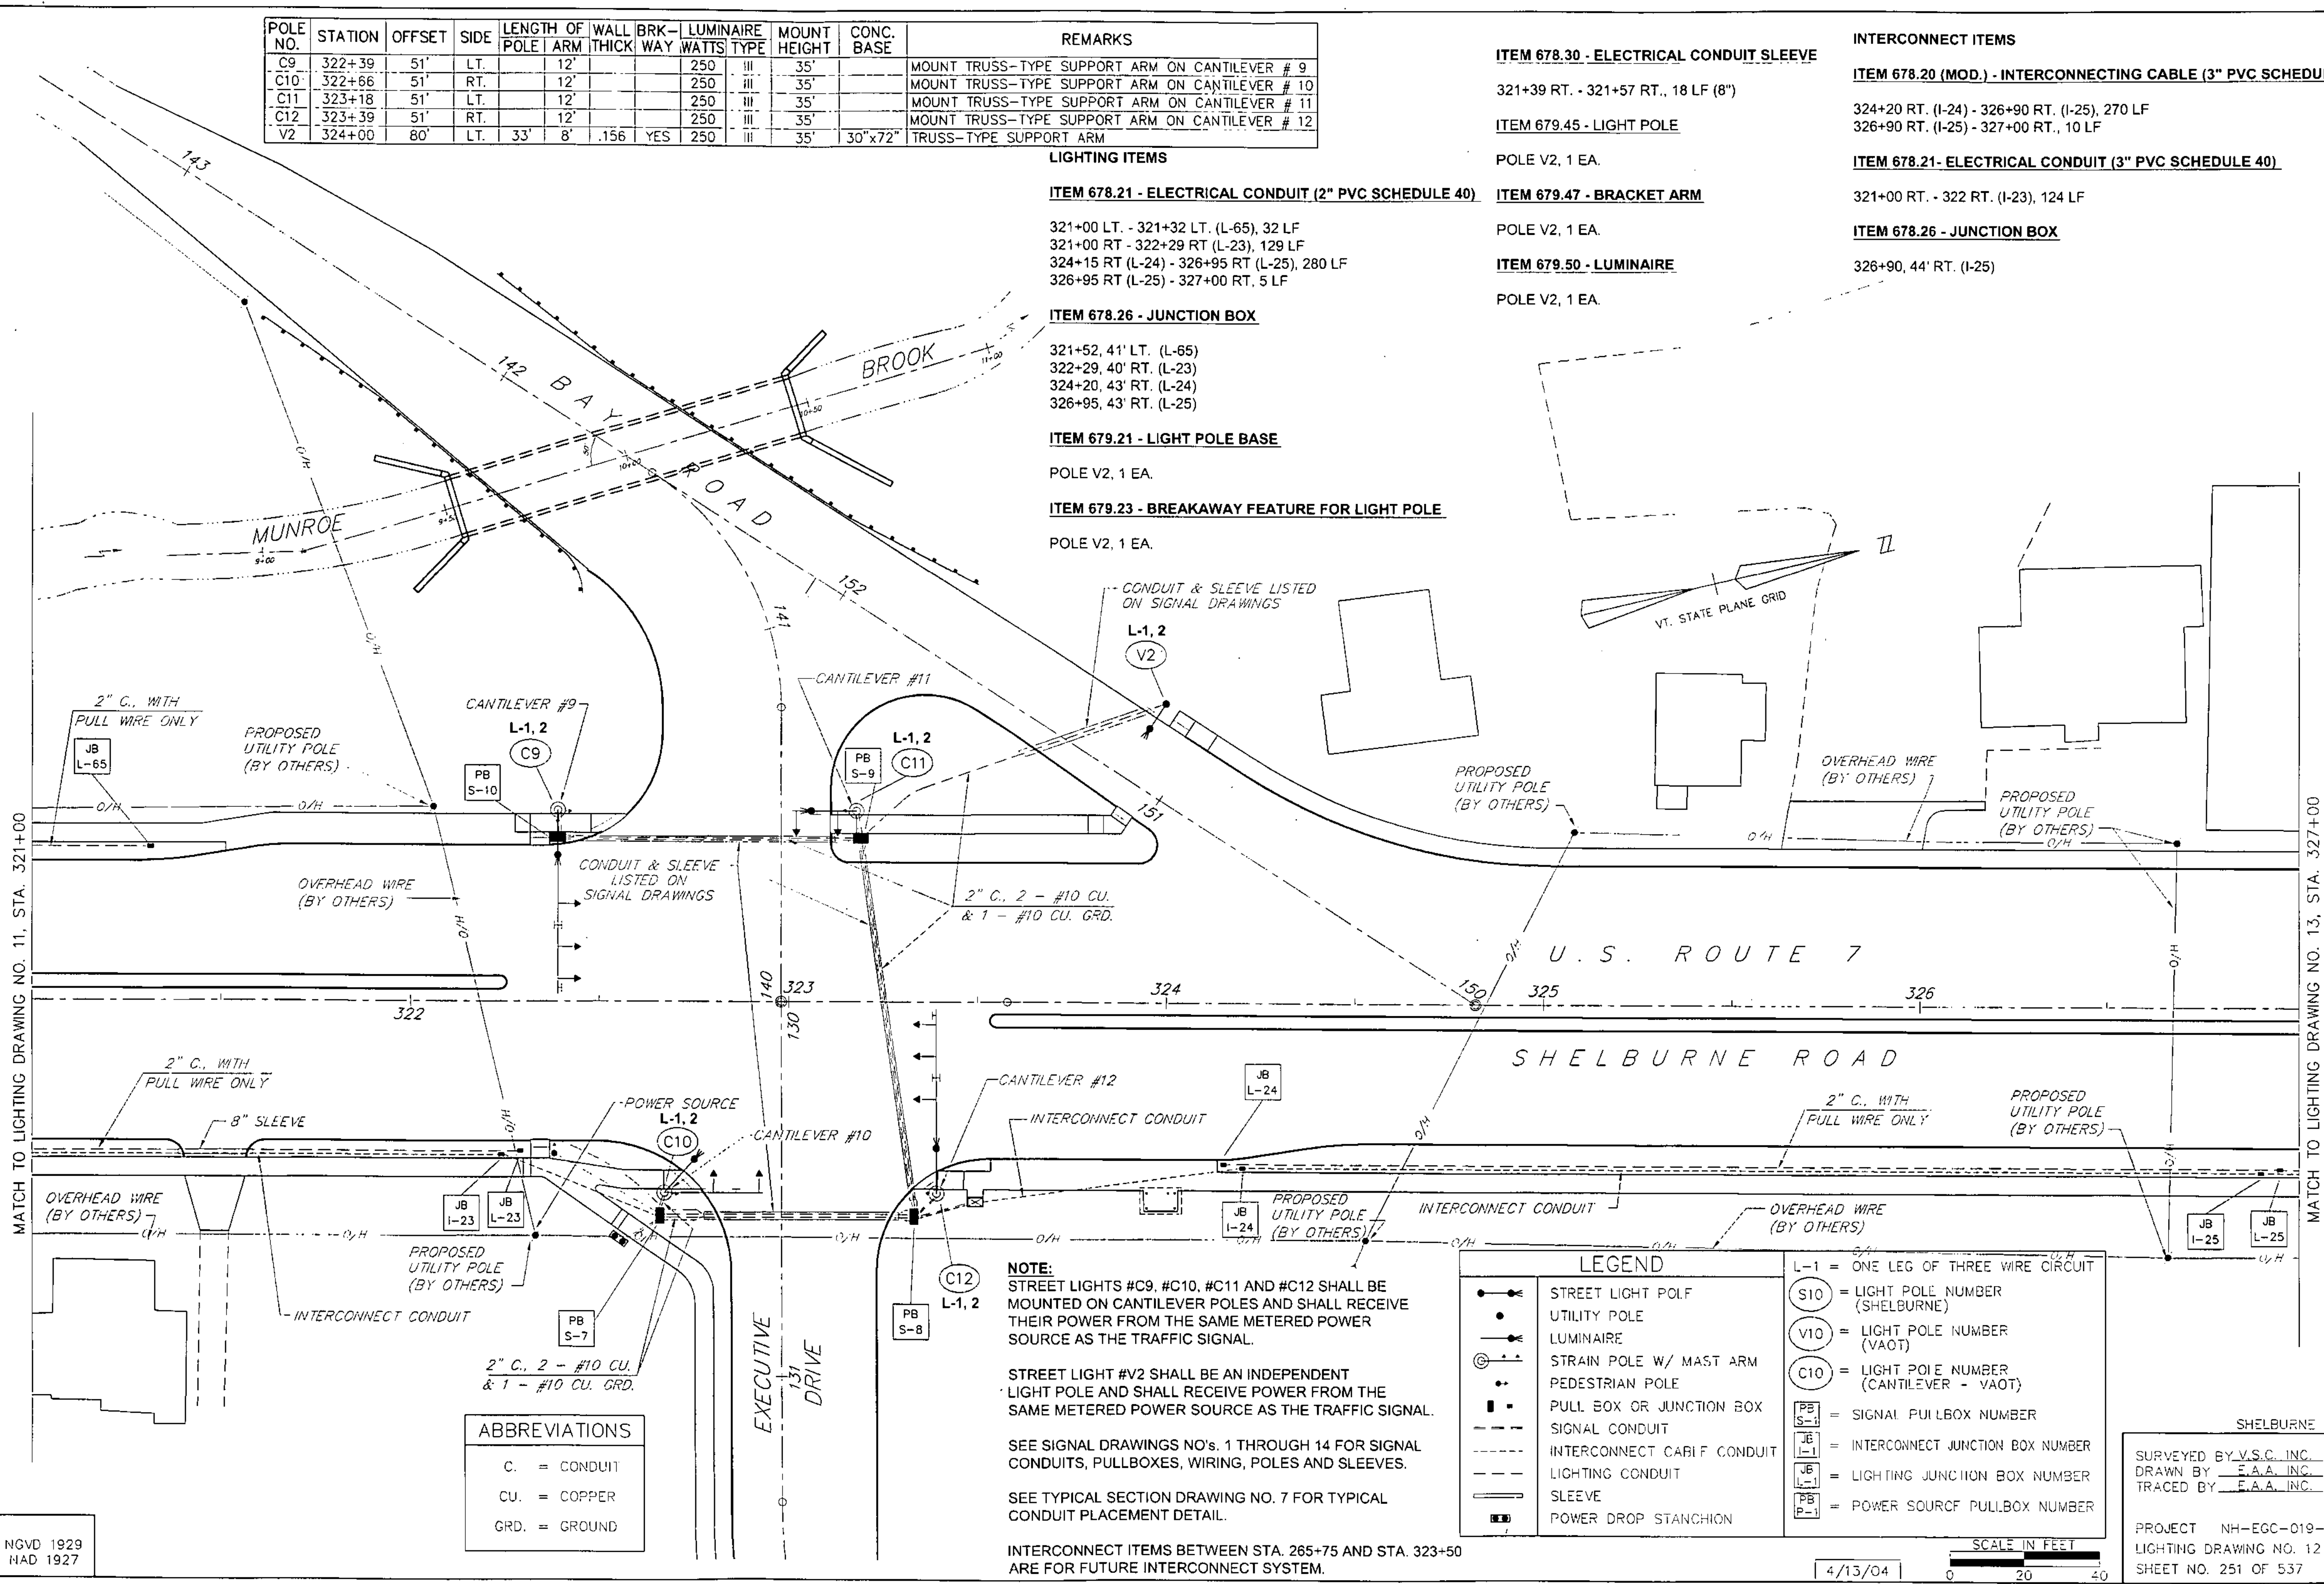 POLE NO. STATION OFFSET SIDE LENGTH OF POLE ARM WALL THICK BRK-WAY LUMINAIRE WATTS TYPE MOUNT HEIGHT CONC. BASE REMARKS
C9 322+39 51' LT. 12' 250 III 35' MOUNT TRUSS-TYPE SUPPORT ARM ON CANTILEVER # 9
C10 322+66 51' RT. 12' 250 III 35' MOUNT TRUSS-TYPE SUPPORT ARM ON CANTILEVER # 10
C11 323+18 51' LT. 12' 250 III 35' MOUNT TRUSS-TYPE SUPPORT ARM ON CANTILEVER # 11
C12 323+39 51' RT. 12' 250 III 35' MOUNT TRUSS-TYPE SUPPORT ARM ON CANTILEVER # 12
V2 324+00 80' LT. 33' 8' .156 YES 250 III 35' 30"x72" TRUSS-TYPE SUPPORT ARM
LIGHTING ITEMS
ITEM 678.21 - ELECTRICAL CONDUIT (2" PVC SCHEDULE 40)
321+00 LT. - 321+32 LT. (L-65), 32 LF
321+00 RT - 322+29 RT (L-23), 129 LF
324+15 RT (L-24) - 326+95 RT (L-25), 280 LF
326+95 RT (L-25) - 327+00 RT, 5 LF
ITEM 678.26 - JUNCTION BOX
321+52, 41' LT. (L-65)
322+29, 40' RT. (L-23)
324+20, 43' RT. (L-24)
326+95, 43' RT. (L-25)
ITEM 679.21 - LIGHT POLE BASE
POLE V2, 1 EA.
ITEM 679.23 - BREAKAWAY FEATURE FOR LIGHT POLE
POLE V2, 1 EA.
ITEM 678.30 - ELECTRICAL CONDUIT SLEEVE
321+39 RT. - 321+57 RT., 18 LF (8")
ITEM 679.45 - LIGHT POLE
POLE V2, 1 EA.
ITEM 679.47 - BRACKET ARM
POLE V2, 1 EA.
ITEM 679.50 - LUMINAIRE
POLE V2, 1 EA.
INTERCONNECT ITEMS
ITEM 678.20 (MOD.) - INTERCONNECTING CABLE (3" PVC SCHEDU
324+20 RT. (I-24) - 326+90 RT. (I-25), 270 LF
326+90 RT. (I-25) - 327+00 RT., 10 LF
ITEM 678.21- ELECTRICAL CONDUIT (3" PVC SCHEDULE 40)
321+00 RT. - 322 RT. (I-23), 124 LF
ITEM 678.26 - JUNCTION BOX
326+90, 44' RT. (I-25)
143
142
BAY ROAD
MUNROE
BROOK
9+00
9+50
10+00
10+50
11+00
90°
152
141
151
150
140
130
131
VT. STATE PLANE GRID
CONDUIT & SLEEVE LISTED
ON SIGNAL DRAWINGS
L-1, 2
V2
CANTILEVER #11
L-1, 2
C11
PB
S-9
CANTILEVER #9
L-1, 2
C9
PB
S-10
2" C., WITH
PULL WIRE ONLY
JB
L-65
PROPOSED
UTILITY POLE
(BY OTHERS)
O/H
O/H
O/H
O/H
O/H
OVERHEAD WIRE
(BY OTHERS)
CONDUIT & SLEEVE
LISTED ON
SIGNAL DRAWINGS
2" C., 2 - #10 CU.
& 1 - #10 CU. GRD.
PROPOSED
UTILITY POLE
(BY OTHERS)
OVERHEAD WIRE
(BY OTHERS)
PROPOSED
UTILITY POLE
(BY OTHERS)
O/H
O/H
O/H
O/H
MATCH TO LIGHTING DRAWING NO. 11, STA. 321+00
MATCH TO LIGHTING DRAWING NO. 13, STA. 327+00
U.S. ROUTE 7
322
323
324
325
326
SHELBURNE ROAD
2" C., WITH
PULL WIRE ONLY
8" SLEEVE
O/H
POWER SOURCE
L-1, 2
C10
CANTILEVER #10
CANTILEVER #12
INTERCONNECT CONDUIT
JB
L-24
O/H
2" C., WITH
PULL WIRE ONLY
PROPOSED
UTILITY POLE
(BY OTHERS)
O/H
OVERHEAD WIRE
(BY OTHERS)
JB
I-23
JB
L-23
O/H
O/H
O/H
O/H
O/H
JB
I-24
O/H
PROPOSED
UTILITY POLE
(BY OTHERS)
INTERCONNECT CONDUIT
OVERHEAD WIRE
(BY OTHERS)
JB
I-25
JB
L-25
O/H
O/H
O/H
O/H
O/H
PROPOSED
UTILITY POLE
(BY OTHERS)
INTERCONNECT CONDUIT
PB
S-7
2" C., 2 - #10 CU.
& 1 - #10 CU. GRD.
EXECUTIVE DRIVE
PB
S-8
C12
L-1, 2
NOTE:
STREET LIGHTS #C9, #C10, #C11 AND #C12 SHALL BE
MOUNTED ON CANTILEVER POLES AND SHALL RECEIVE
THEIR POWER FROM THE SAME METERED POWER
SOURCE AS THE TRAFFIC SIGNAL.
STREET LIGHT #V2 SHALL BE AN INDEPENDENT
LIGHT POLE AND SHALL RECEIVE POWER FROM THE
SAME METERED POWER SOURCE AS THE TRAFFIC SIGNAL.
SEE SIGNAL DRAWINGS NO's. 1 THROUGH 14 FOR SIGNAL
CONDUITS, PULLBOXES, WIRING, POLES AND SLEEVES.
SEE TYPICAL SECTION DRAWING NO. 7 FOR TYPICAL
CONDUIT PLACEMENT DETAIL.
INTERCONNECT ITEMS BETWEEN STA. 265+75 AND STA. 323+50
ARE FOR FUTURE INTERCONNECT SYSTEM.
ABBREVIATIONS
C. = CONDUIT
CU. = COPPER
GRD. = GROUND
LEGEND
STREET LIGHT POLE
UTILITY POLE
LUMINAIRE
STRAIN POLE W/ MAST ARM
PEDESTRIAN POLE
PULL BOX OR JUNCTION BOX
SIGNAL CONDUIT
INTERCONNECT CABLE CONDUIT
LIGHTING CONDUIT
SLEEVE
POWER DROP STANCHION
L-1 = ONE LEG OF THREE WIRE CIRCUIT
S10 = LIGHT POLE NUMBER
(SHELBURNE)
V10 = LIGHT POLE NUMBER
(VAOT)
C10 = LIGHT POLE NUMBER
(CANTILEVER - VAOT)
PB S-1 = SIGNAL PULLBOX NUMBER
JB I-1 = INTERCONNECT JUNCTION BOX NUMBER
JB L-1 = LIGHTING JUNCTION BOX NUMBER
PB P-1 = POWER SOURCE PULLBOX NUMBER
NGVD 1929
NAD 1927
4/13/04
SCALE IN FEET
0 20 40
SHELBURNE
SURVEYED BY V.S.C. INC.
DRAWN BY E.A.A. INC.
TRACED BY E.A.A. INC.
PROJECT NH-EGC-019-
LIGHTING DRAWING NO. 12
SHEET NO. 251 OF 537